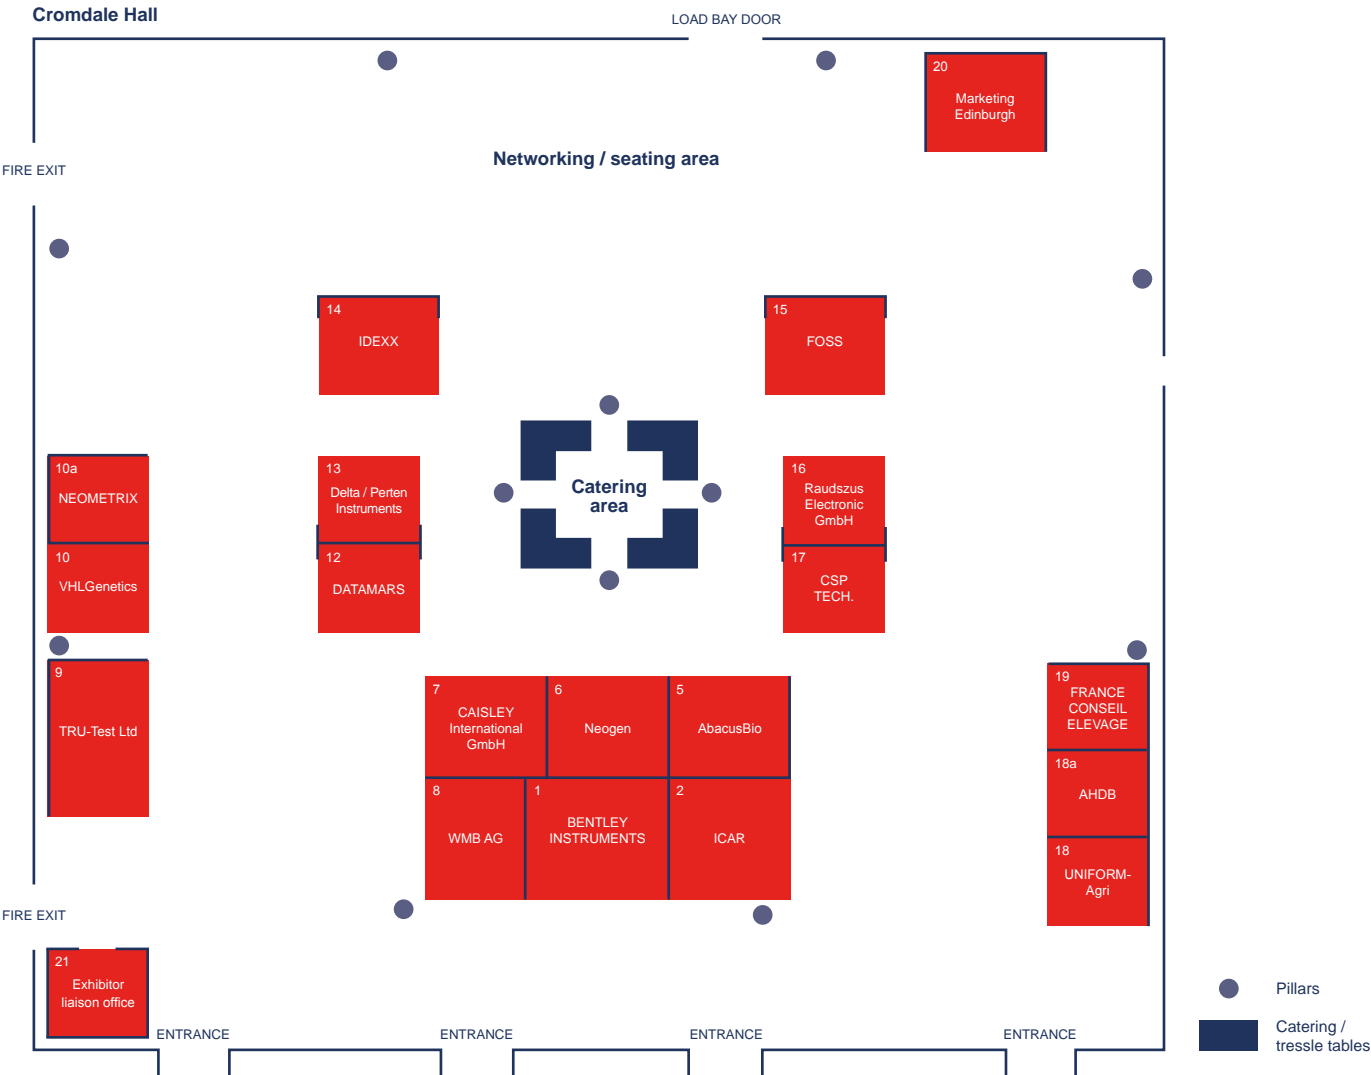 Cromdale Hall
LOAD BAY DOOR
20
Marketing
Edinburgh
Networking / seating area
FIRE EXIT
14
IDEXX
15
FOSS
10a
NEOMETRIX
13
Delta / Perten
Instruments
Catering
area
16
Raudszus
Electronic
GmbH
10
VHLGenetics
12
DATAMARS
17
CSP
TECH.
9
TRU-Test Ltd
7
CAISLEY
International
GmbH
6
Neogen
5
AbacusBio
19
FRANCE
CONSEIL
ELEVAGE
18a
AHDB
8
WMB AG
1
BENTLEY
INSTRUMENTS
2
ICAR
18
UNIFORM-
Agri
FIRE EXIT
21
Exhibitor
liaison office
Pillars
Catering /
tressle tables
ENTRANCE
ENTRANCE
ENTRANCE
ENTRANCE